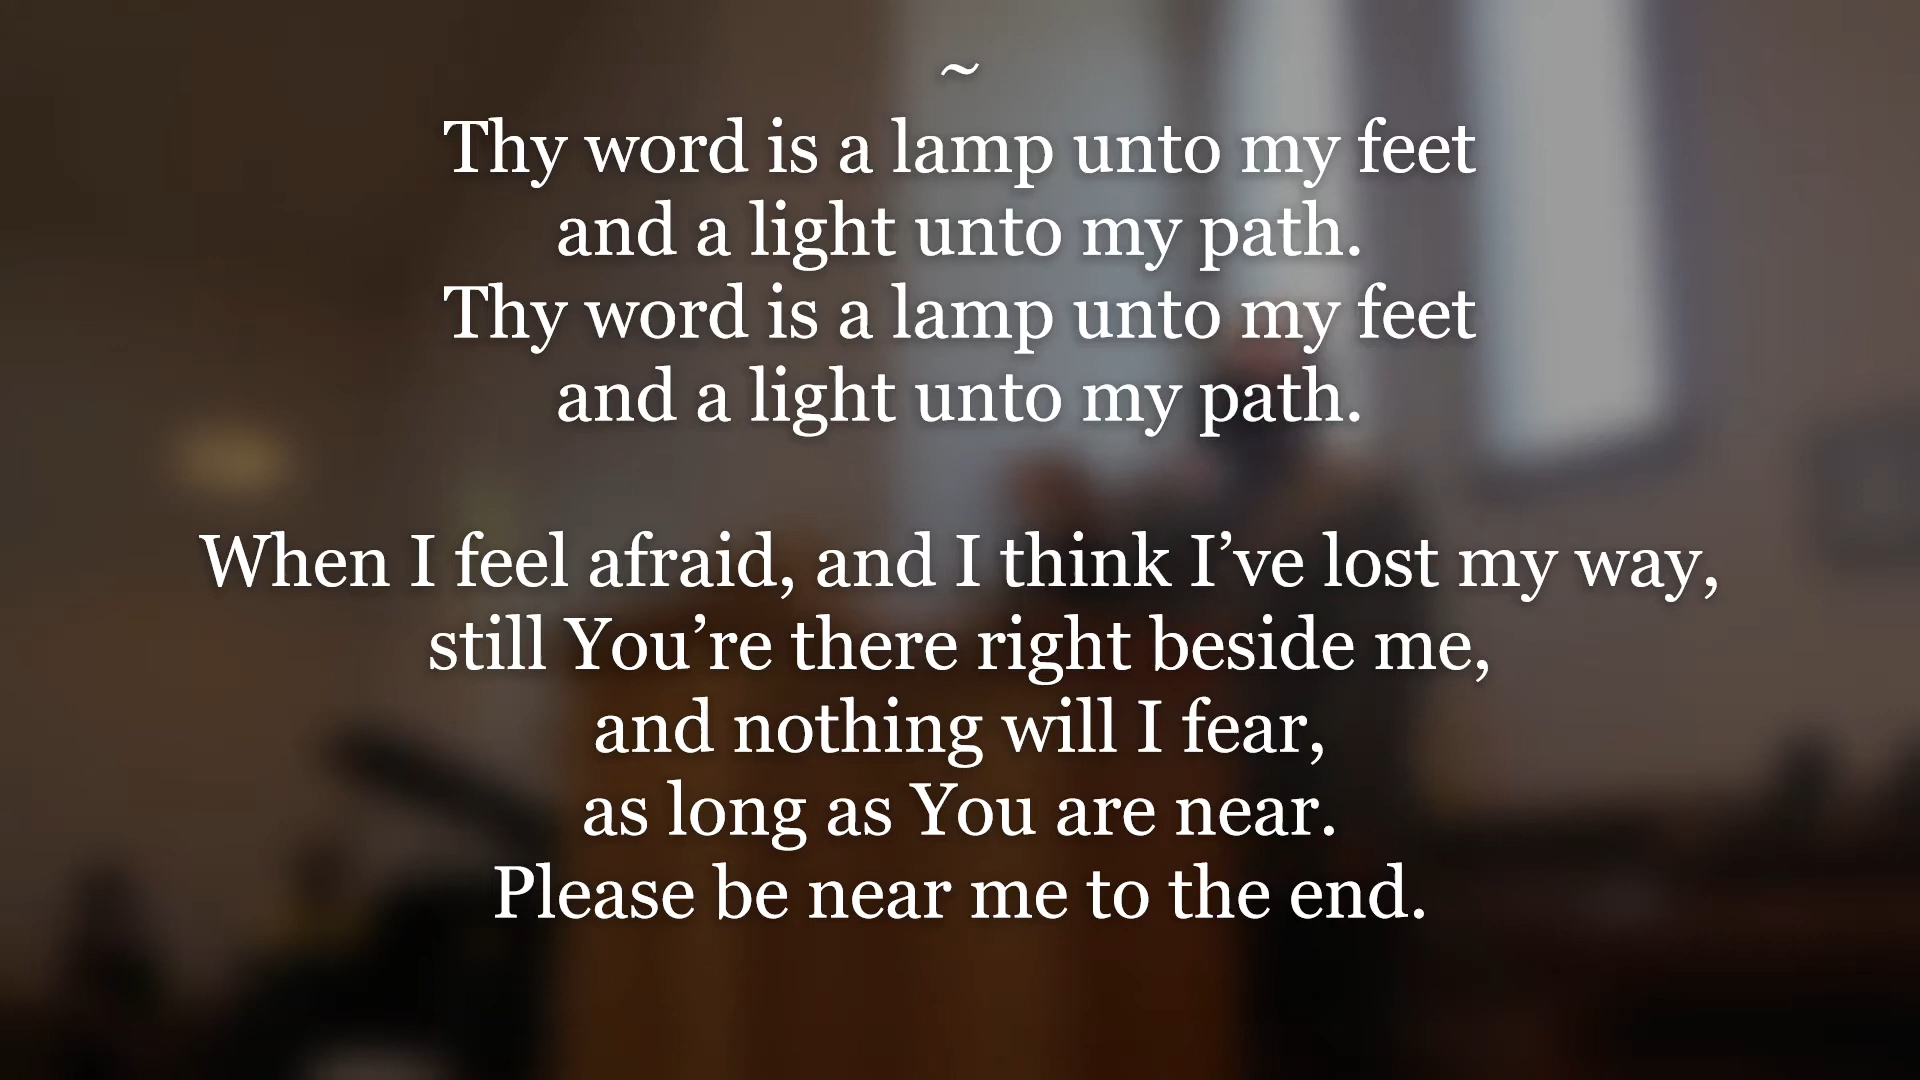 ~
Thy word is a lamp unto my feet
and a light unto my path.
Thy word is a lamp unto my feet
and a light unto my path.
When I feel afraid, and I think I’ve lost my way,
still You’re there right beside me,
and nothing will I fear,
as long as You are near.
Please be near me to the end.